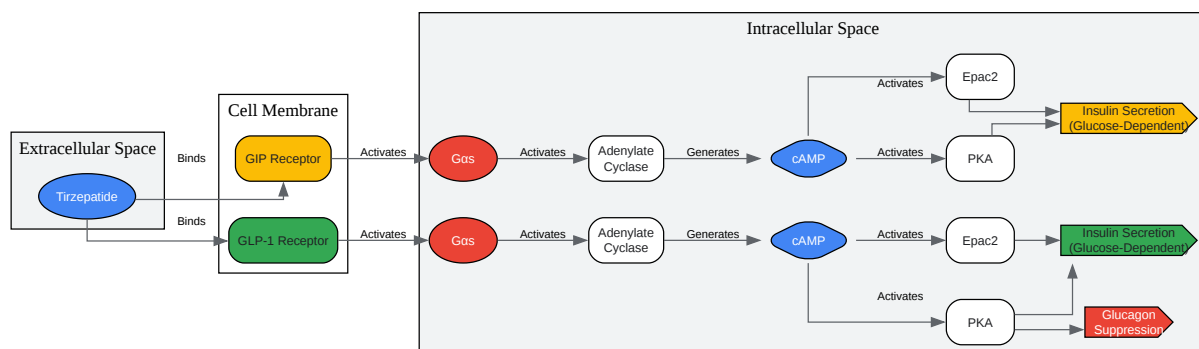 Intracellular Space
Cell Membrane
Extracellular Space
Epac2
Activates
Insulin Secretion
(Glucose-Dependent)
Binds
GIP Receptor
Activates
Gαs
Activates
Adenylate
Cyclase
Generates
cAMP
Activates
PKA
Tirzepatide
Binds
GLP-1 Receptor
Activates
Gαs
Activates
Adenylate
Cyclase
Generates
cAMP
Activates
Epac2
Insulin Secretion
(Glucose-Dependent)
Activates
PKA
Glucagon
Suppression